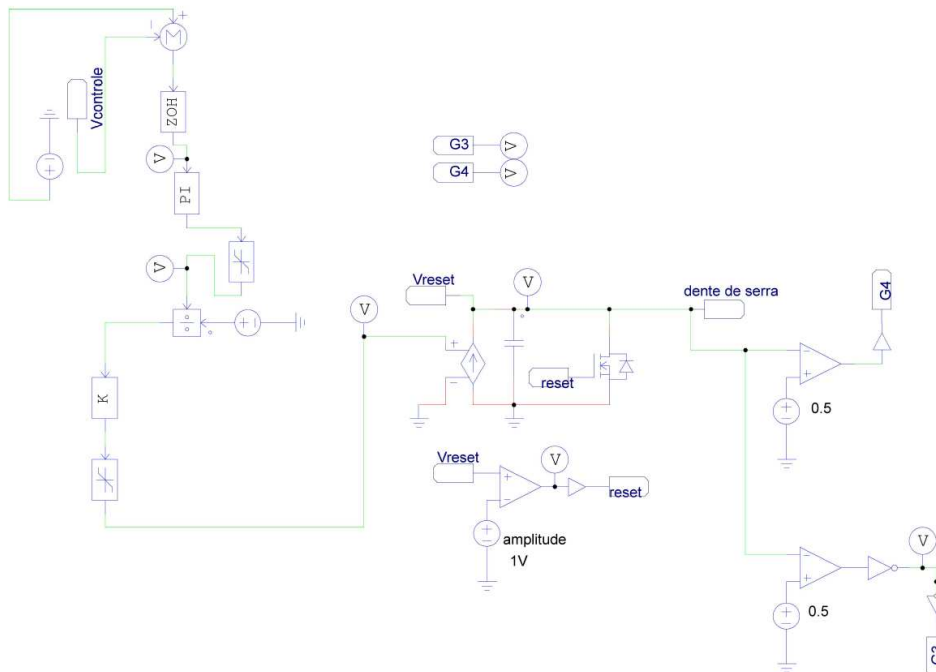 Vcontrole
M
ZOH
V
PI
V
K
G3
V
G4
V
V
Vreset
V
reset
dente de serra
G4
0.5
Vreset
V
reset
amplitude
1V
0.5
V
G3